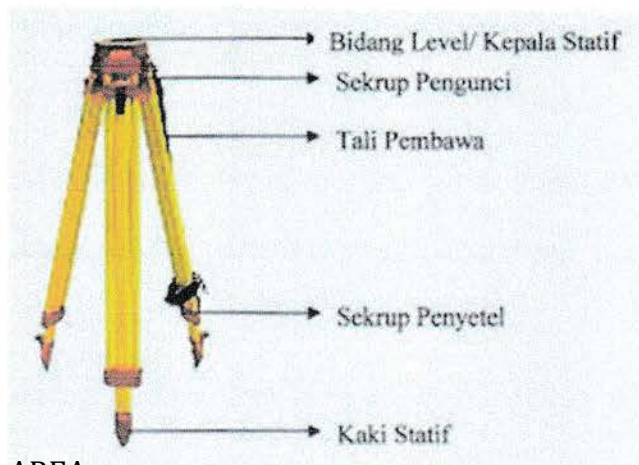 Bidang Level/ Kepala Statif
Sekrup Pengunci
Tali Pembawa
Sekrup Penyetel
Kaki Statif